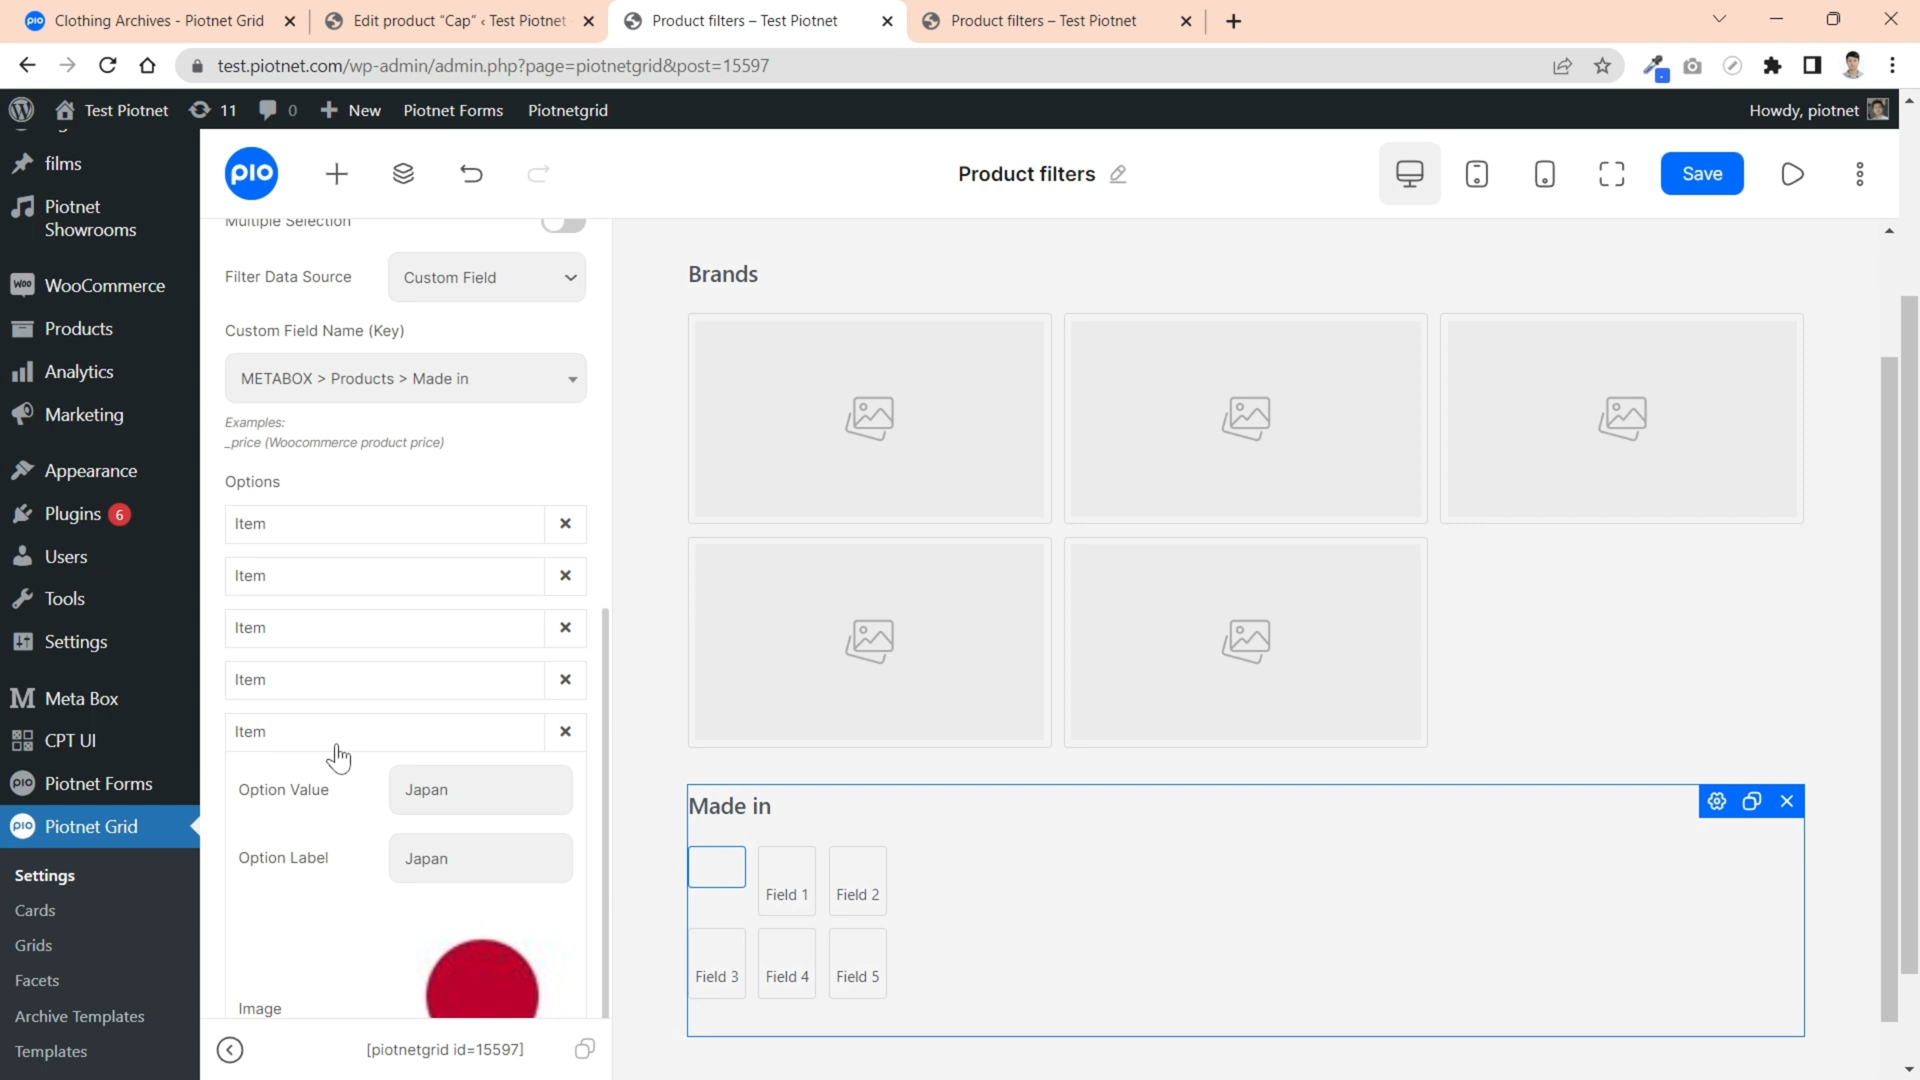 pio Clothing Archives - Piotnet Grid
Edit product "Cap" ‹ Test Piotnet
Product filters – Test Piotnet
Product filters – Test Piotnet
test.piotnet.com/wp-admin/admin.php?page=piotnetgrid&post=15597
Test Piotnet
11
0
New
Piotnet Forms
Piotnetgrid
Howdy, piotnet
films
Piotnet
Showrooms
WooCommerce
Products
Analytics
Marketing
Appearance
Plugins 6
Users
Tools
Settings
Meta Box
CPT UI
Piotnet Forms
Piotnet Grid
Settings
Cards
Grids
Facets
Archive Templates
Templates
pio
Product filters
Save
Multiple Selection
Filter Data Source
Custom Field
Custom Field Name (Key)
METABOX > Products > Made in
Examples:
_price (Woocommerce product price)
Options
Item
Item
Item
Item
Item
Option Value
Japan
Option Label
Japan
Image
[piotnetgrid id=15597]
Brands
Made in
Field 1
Field 2
Field 3
Field 4
Field 5